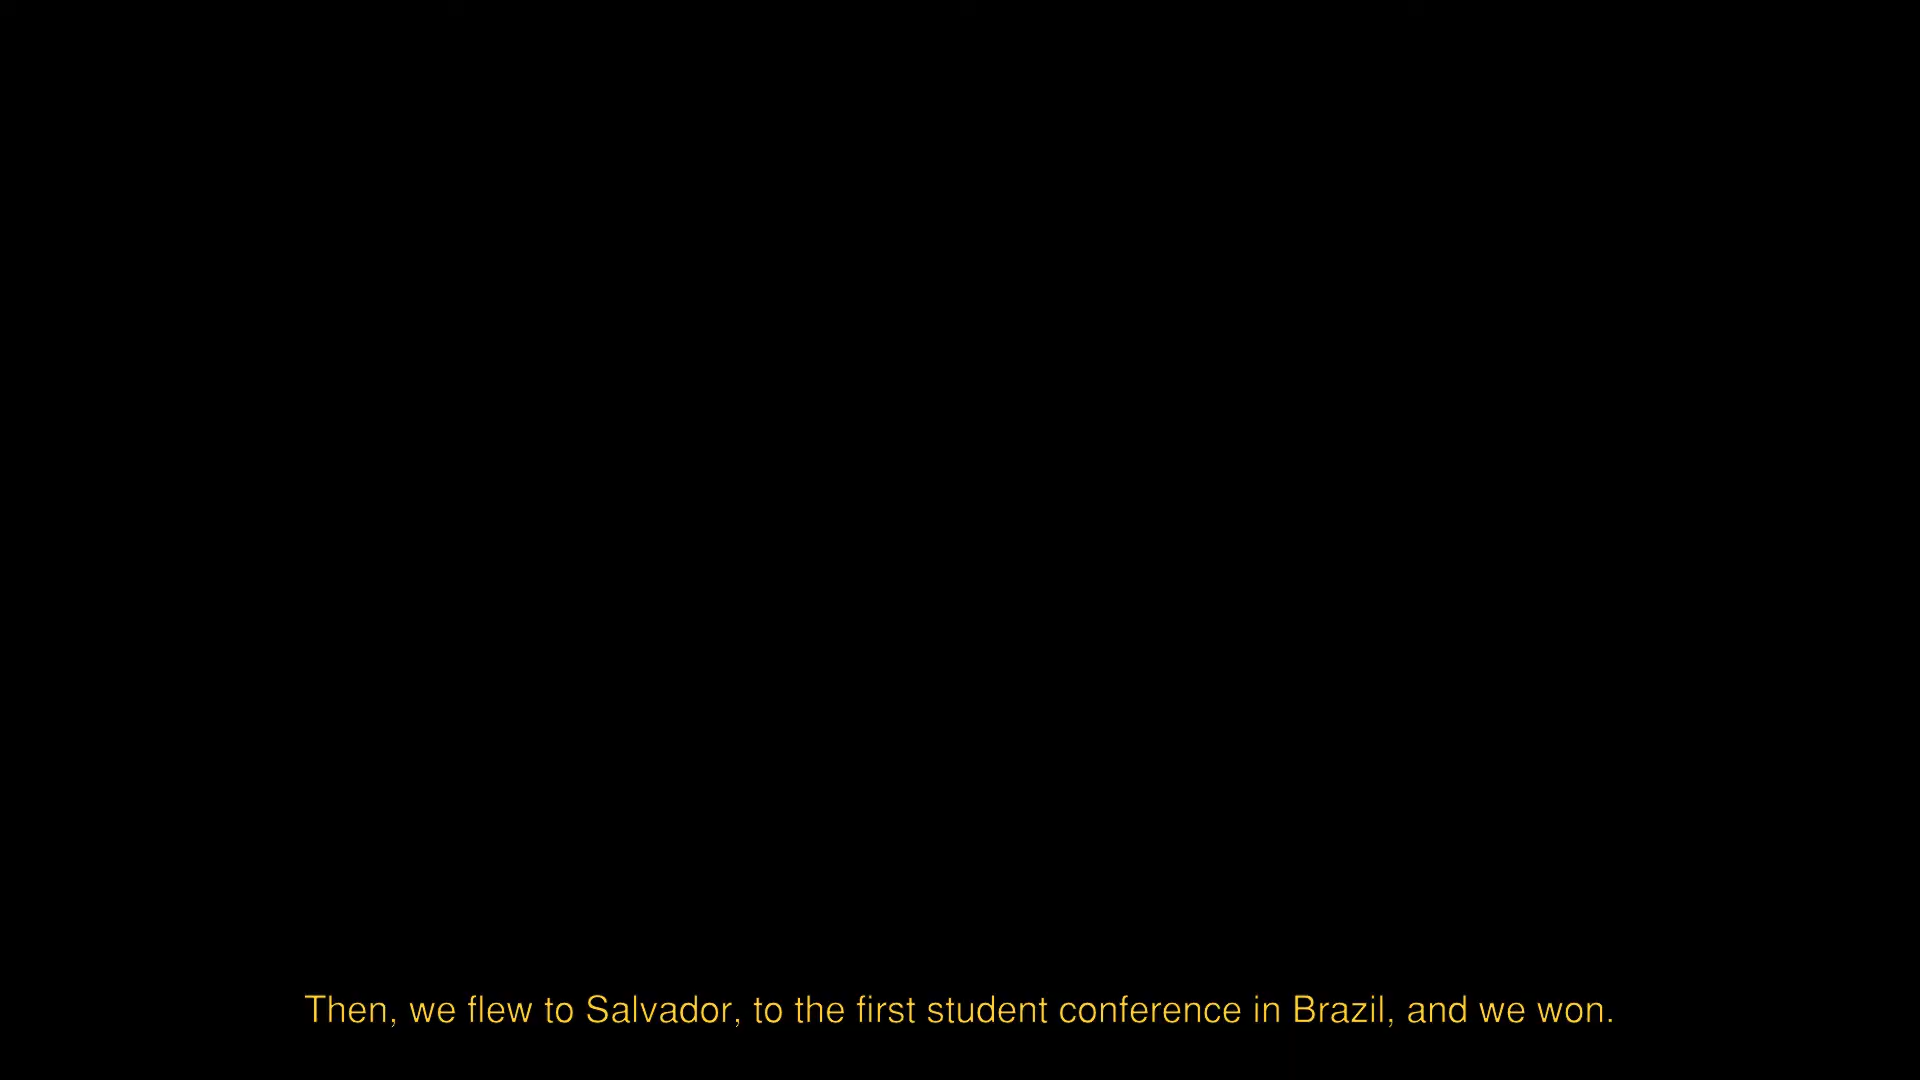 Then, we flew to Salvador, to the first student conference in Brazil, and we won.